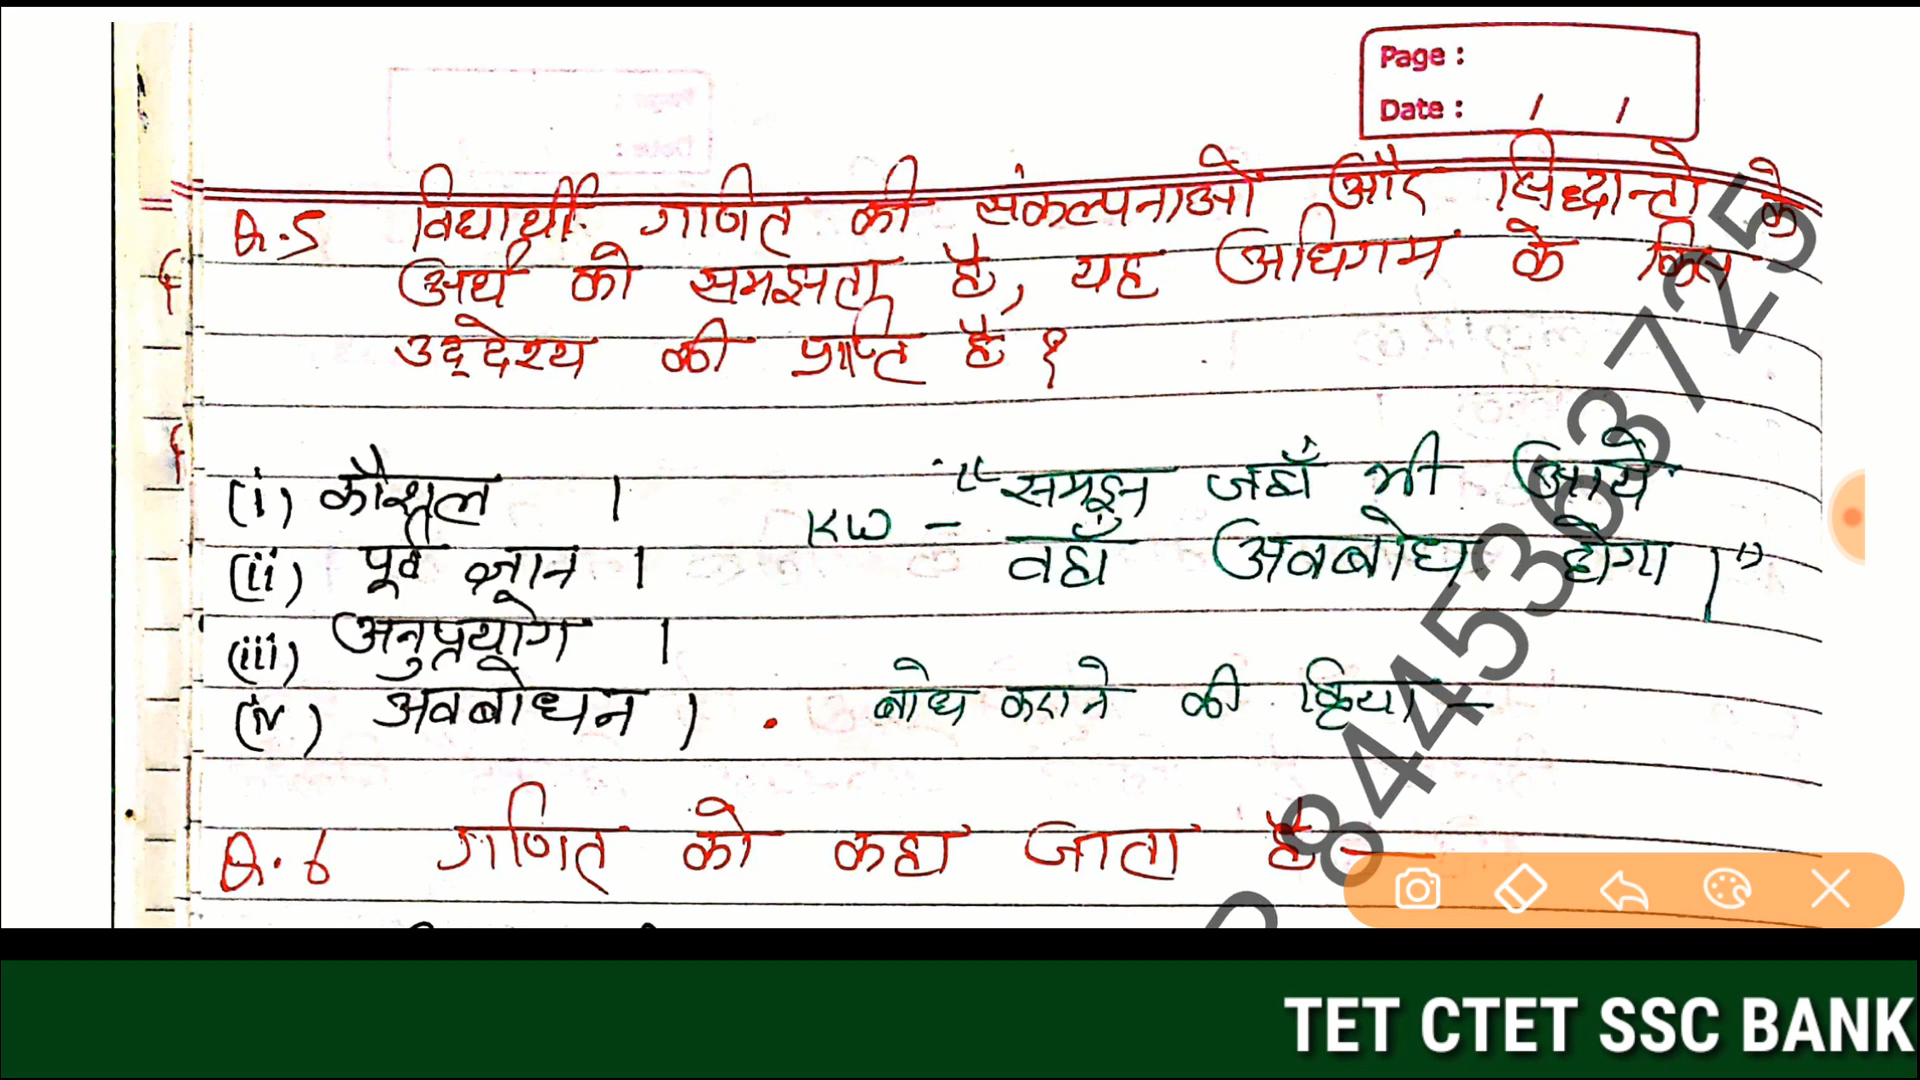 Page :
Date : / /
Q.5 विद्यार्थी गणित की संकल्पनाओं और सिद्धान्तो के
अर्थ को समझता है, यह अधिगम के किस
उद्देश्य की प्राप्ति है ?
(i) कौशल ।
"समझ जहाँ भी आये
(ii) पूर्व ज्ञान ।
KW - वहाँ अवबोध होगा ।"
(iii) अनुप्रयोग ।
(iv) अवबोधन ।
बोध कराने की क्रिया -
Q.6 गणित को कहा जाता है —
8445363725
TET CTET SSC BANK